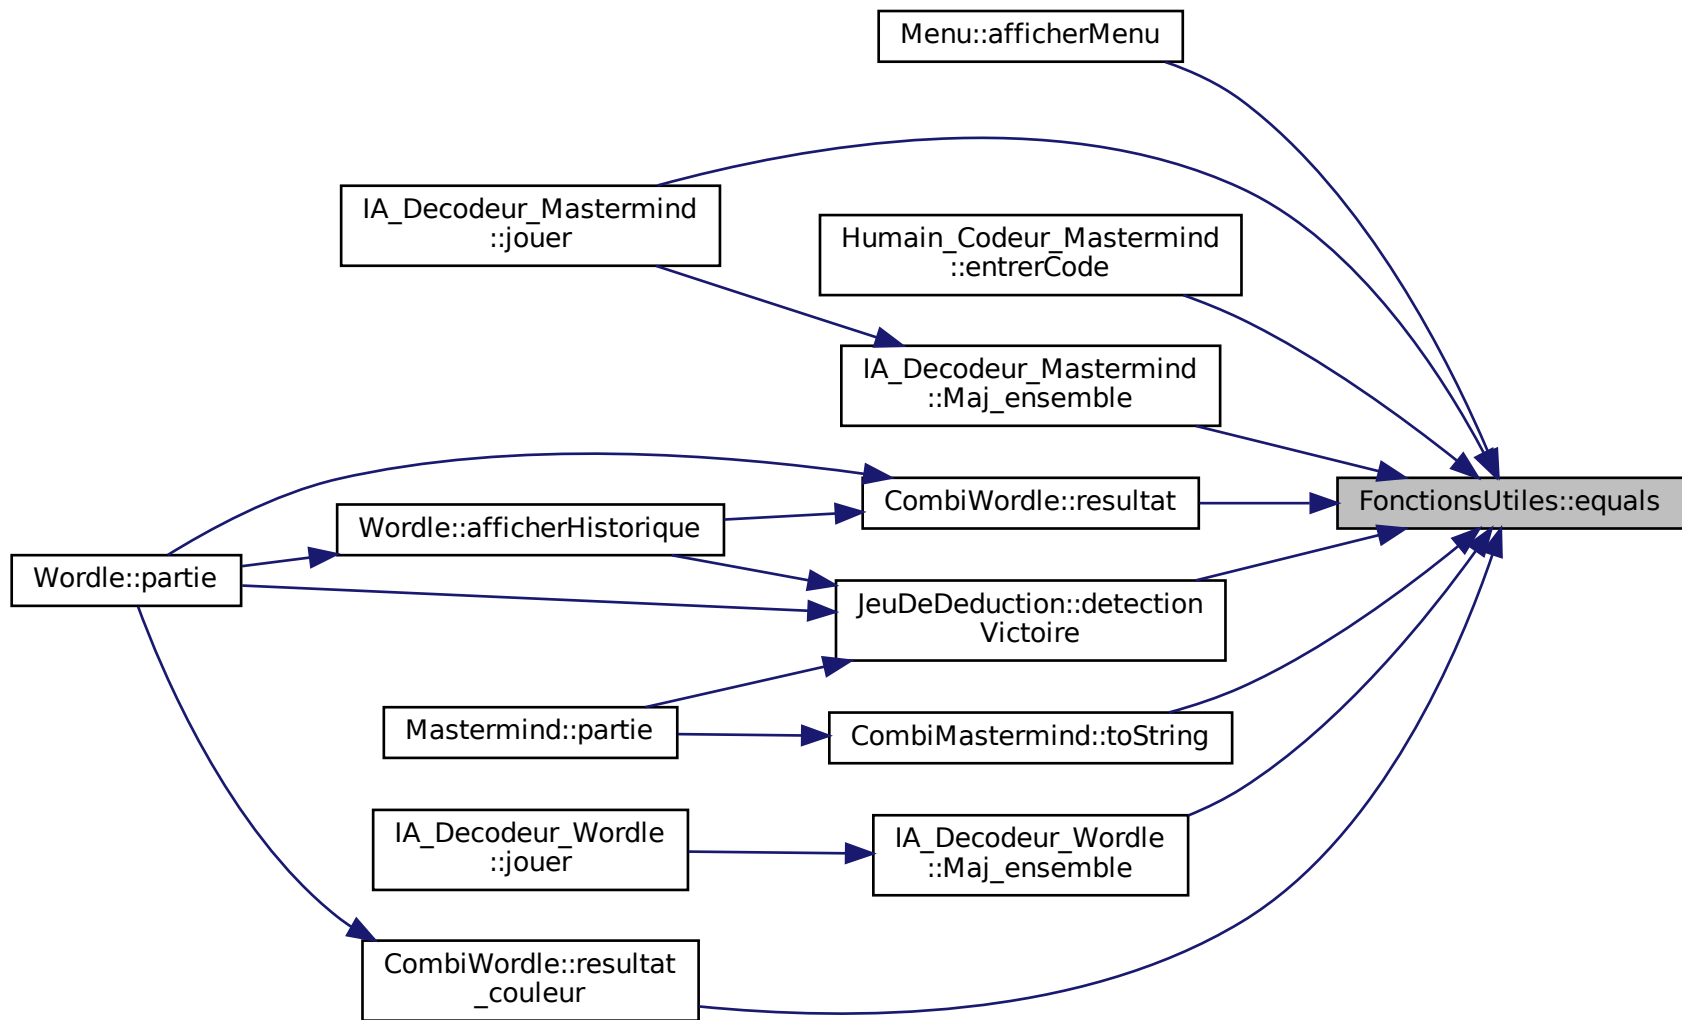 Menu::afficherMenu
IA_Decodeur_Mastermind
::jouer
Humain_Codeur_Mastermind
::entrerCode
IA_Decodeur_Mastermind
::Maj_ensemble
CombiWordle::resultat
FonctionsUtiles::equals
Wordle::afficherHistorique
Wordle::partie
JeuDeDeduction::detection
Victoire
Mastermind::partie
CombiMastermind::toString
IA_Decodeur_Wordle
::jouer
IA_Decodeur_Wordle
::Maj_ensemble
CombiWordle::resultat
_couleur